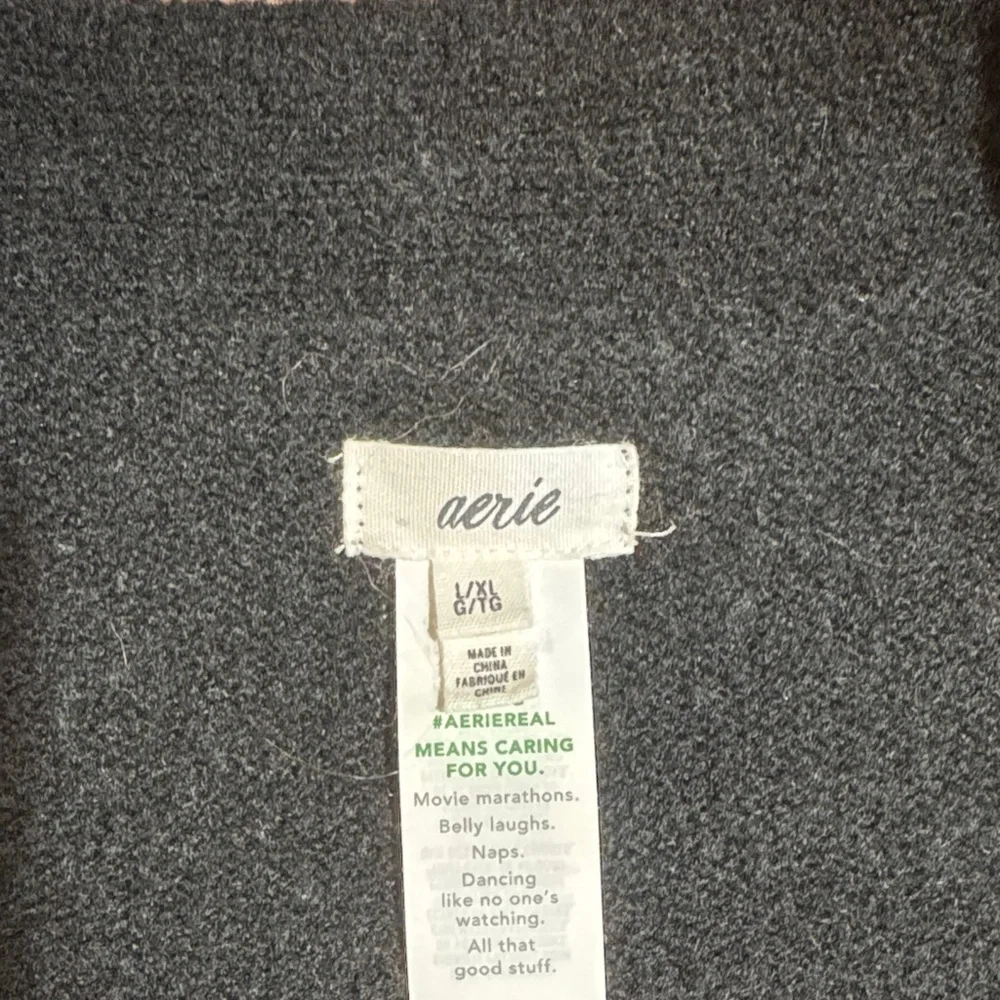 aerie
L/XL
G/TG
MADE IN
CHINA
FABRIQUÉ EN
CHINE
#AERIEREAL
MEANS CARING
FOR YOU.
Movie marathons.
Belly laughs.
Naps.
Dancing
like no one's
watching.
All that
good stuff.